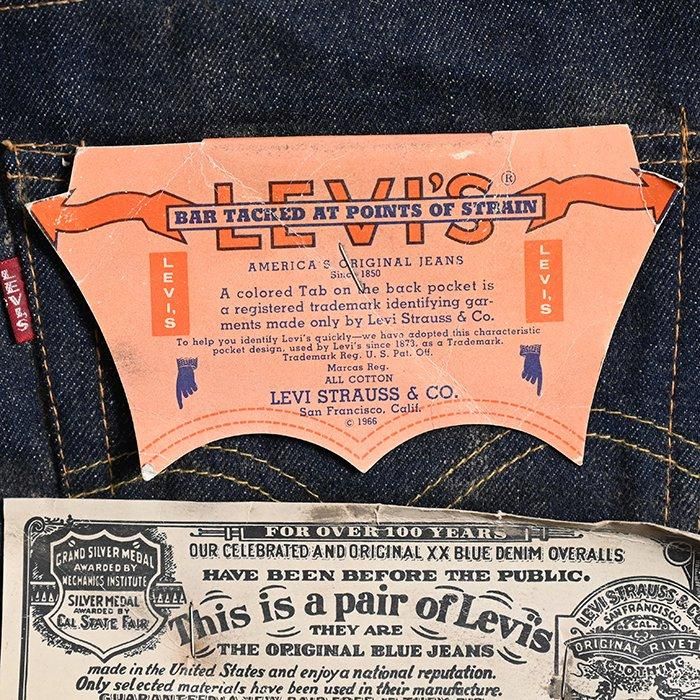 LEVI'S®
BAR TACKED AT POINTS OF STRAIN
AMERICA'S ORIGINAL JEANS
Since 1850
A colored Tab on the back pocket is
a registered trademark identifying gar-
ments made only by Levi Strauss & Co.
To help you identify Levi's quickly—we have adopted this characteristic
pocket design, used by Levi's since 1873, as a Trademark.
Trademark Reg. U. S. Pat. Off.
Marcas Reg.
ALL COTTON
LEVI STRAUSS & CO.
San Francisco, Calif.
© 1966
LEVI'S
LEVI'S
LEVI'S
FOR OVER 100 YEARS
OUR CELEBRATED AND ORIGINAL XX BLUE DENIM OVERALLS
HAVE BEEN BEFORE THE PUBLIC.
This is a pair of Levi's
THEY ARE
THE ORIGINAL BLUE JEANS
made in the United States and enjoy a national reputation.
Only selected materials have been used in their manufacture.
GRAND SILVER MEDAL
AWARDED BY
MECHANICS INSTITUTE
SILVER MEDAL
AWARDED BY
CAL STATE FAIR
LEVI STRAUSS &
SAN FRANCISCO
CAL.
ORIGINAL RIVET
CLOTHING